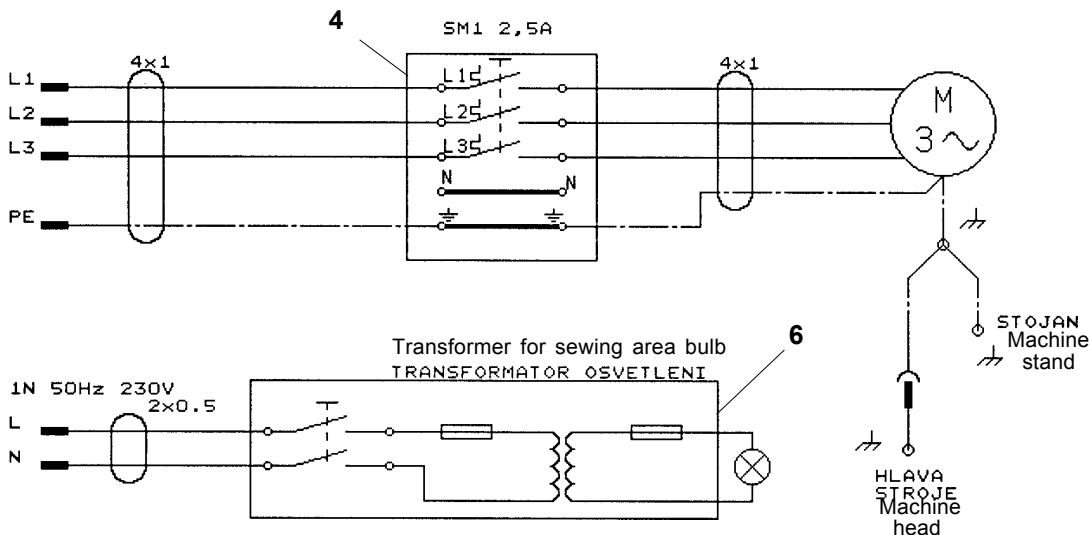 4
SM1 2,5A
4x1
4x1
L1
L1
L2
L2
L3
L3
N
N
PE
M
3~
STOJAN
Machine
stand
6
Transformer for sewing area bulb
TRANSFORMATOR OSVETLENI
1N 50Hz 230V
2x0.5
L
N
HLAVA
STROJE
Machine
head